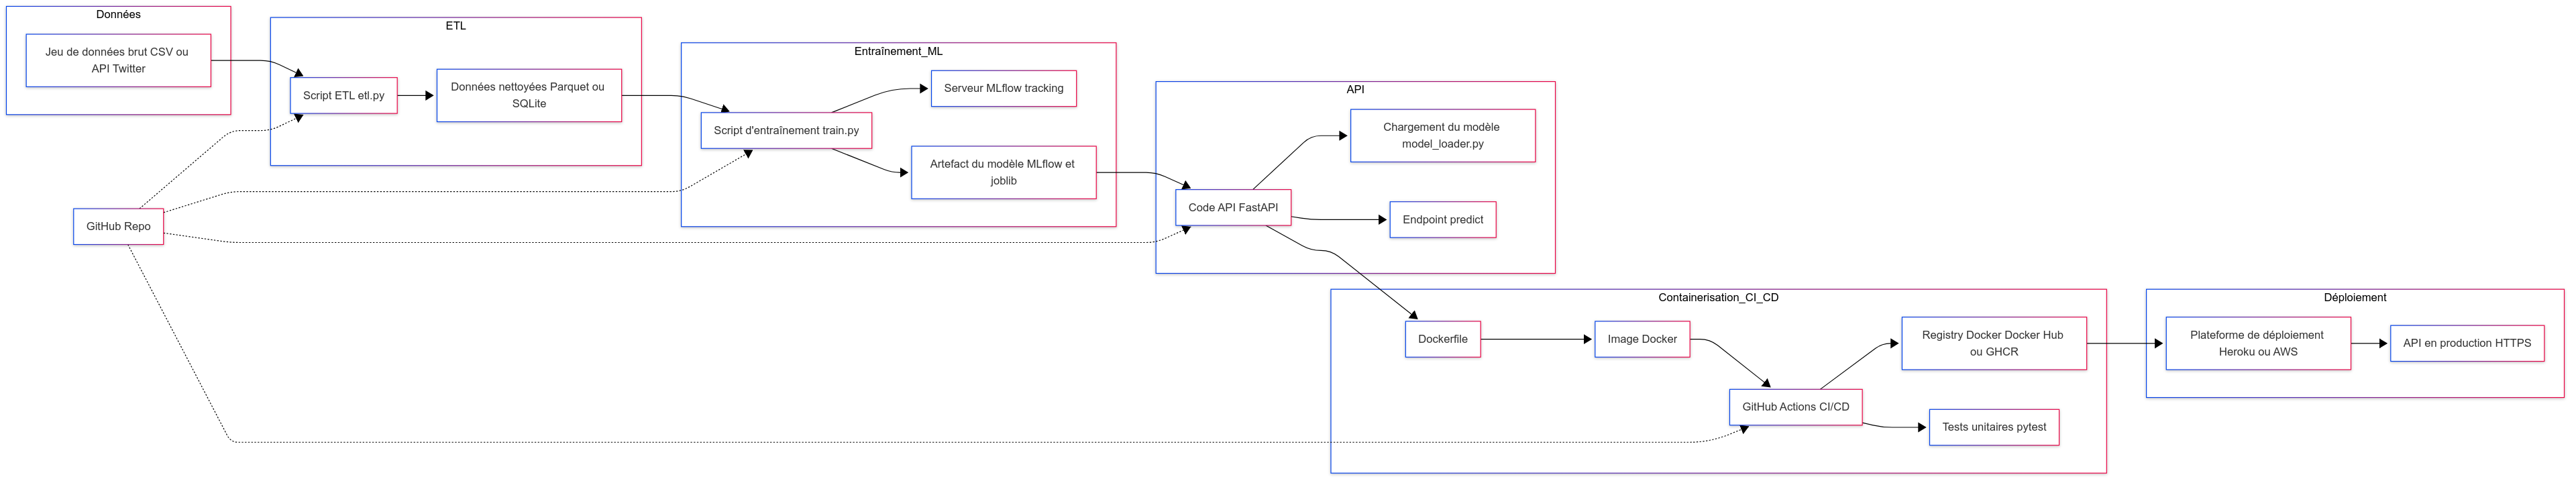 Données
Jeu de données brut CSV ou
API Twitter
ETL
Script ETL etl.py
Données nettoyées Parquet ou
SQLite
Entraînement_ML
Serveur MLflow tracking
Script d'entraînement train.py
Artefact du modèle MLflow et
joblib
GitHub Repo
API
Chargement du modèle
model_loader.py
Code API FastAPI
Endpoint predict
Containerisation_CI_CD
Dockerfile
Image Docker
Registry Docker Docker Hub
ou GHCR
GitHub Actions CI/CD
Tests unitaires pytest
Déploiement
Plateforme de déploiement
Heroku ou AWS
API en production HTTPS